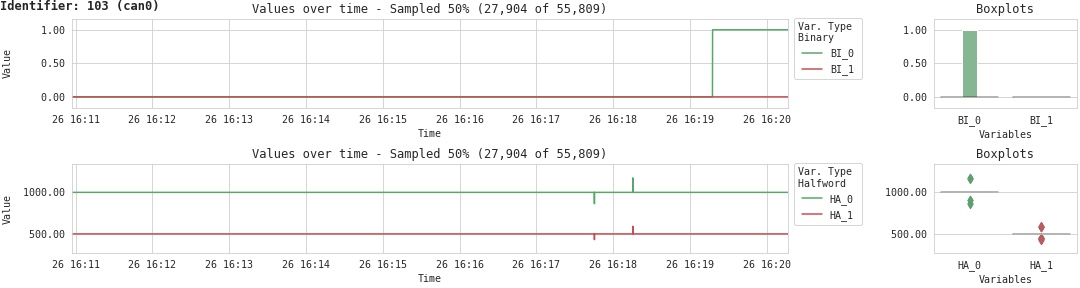 Identifier: 103 (can0)
Values over time - Sampled 50% (27,904 of 55,809)
Value
1.00
0.50
0.00
26 16:11 26 16:12 26 16:13 26 16:14 26 16:15 26 16:16 26 16:17 26 16:18 26 16:19 26 16:20
Time
Var. Type
Binary
BI_0
BI_1
Boxplots
1.00
0.50
0.00
BI_0 BI_1
Variables
Values over time - Sampled 50% (27,904 of 55,809)
Value
1000.00
500.00
26 16:11 26 16:12 26 16:13 26 16:14 26 16:15 26 16:16 26 16:17 26 16:18 26 16:19 26 16:20
Time
Var. Type
Halfword
HA_0
HA_1
Boxplots
1000.00
500.00
HA_0 HA_1
Variables